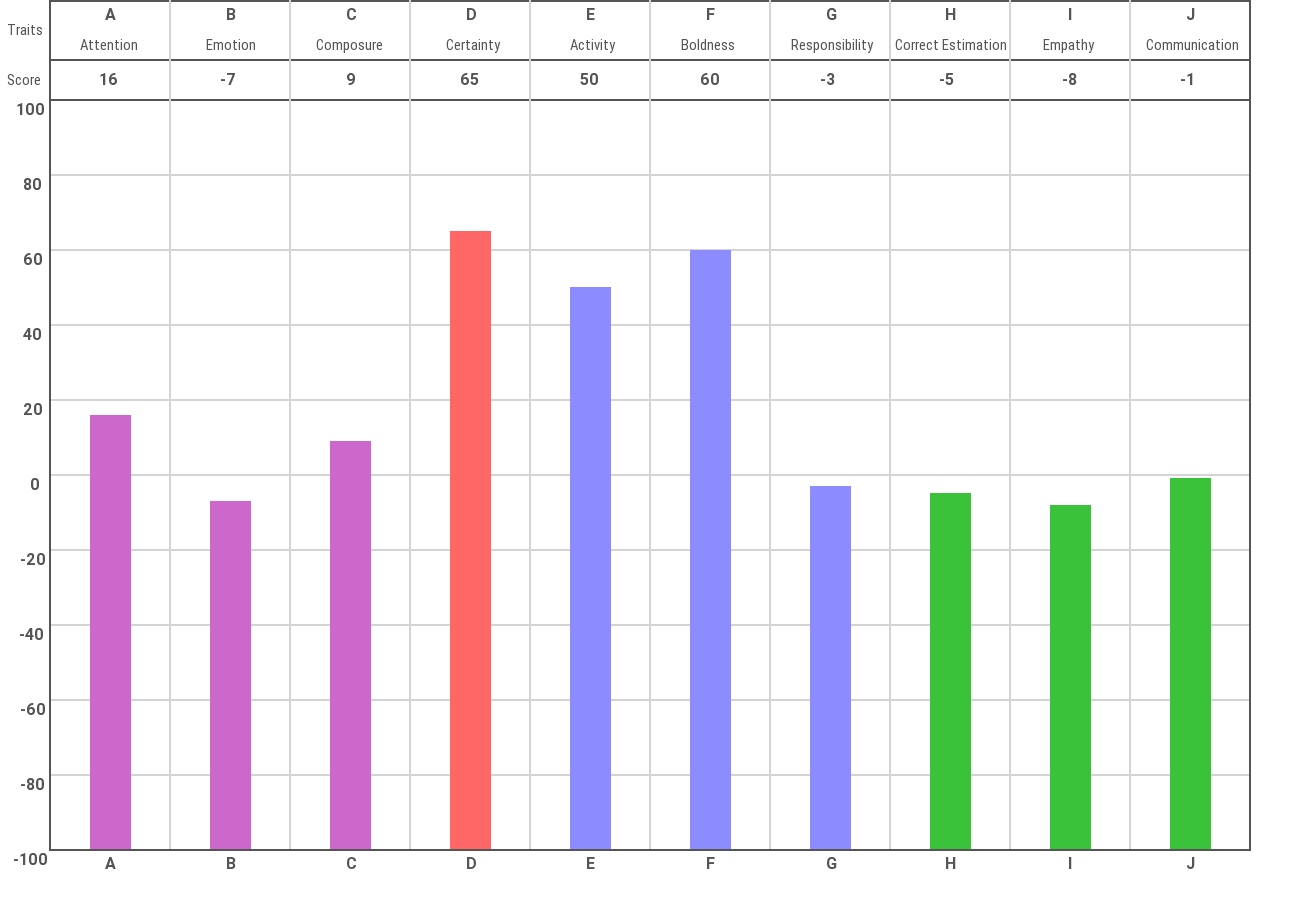 A B C D E F G H I J
Traits
Attention Emotion Composure Certainty Activity Boldness Responsibility Correct Estimation Empathy Communication
Score 16 -7 9 65 50 60 -3 -5 -8 -1
100
80
60
40
20
0
-20
-40
-60
-80
-100
A B C D E F G H I J